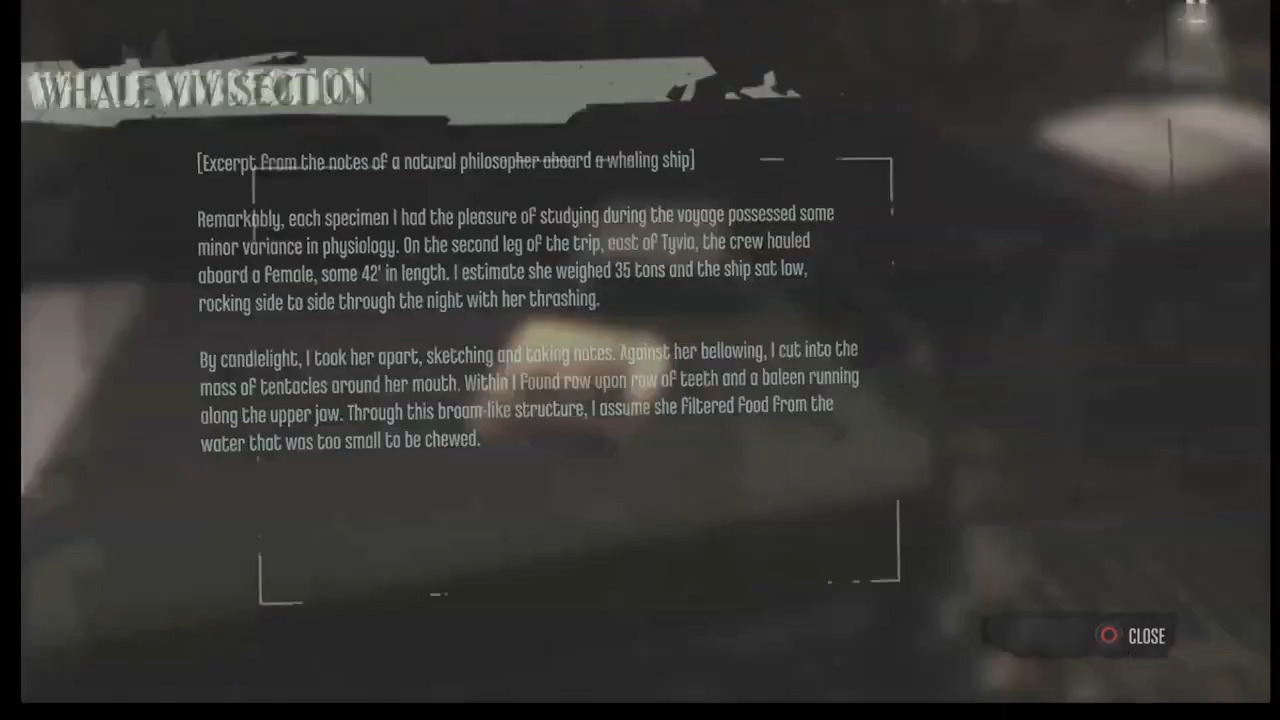 WHALE VIVISECTION
[Excerpt from the notes of a natural philosopher aboard a whaling ship]
Remarkably, each specimen I had the pleasure of studying during the voyage possessed some
minor variance in physiology. On the second leg of the trip, east of Tyvia, the crew hauled
aboard a female, some 42' in length. I estimate she weighed 35 tons and the ship sat low,
rocking side to side through the night with her thrashing.
By candlelight, I took her apart, sketching and taking notes. Against her bellowing, I cut into the
mass of tentacles around her mouth. Within I found row upon row of teeth and a baleen running
along the upper jaw. Through this broom-like structure, I assume she filtered food from the
water that was too small to be chewed.
CLOSE